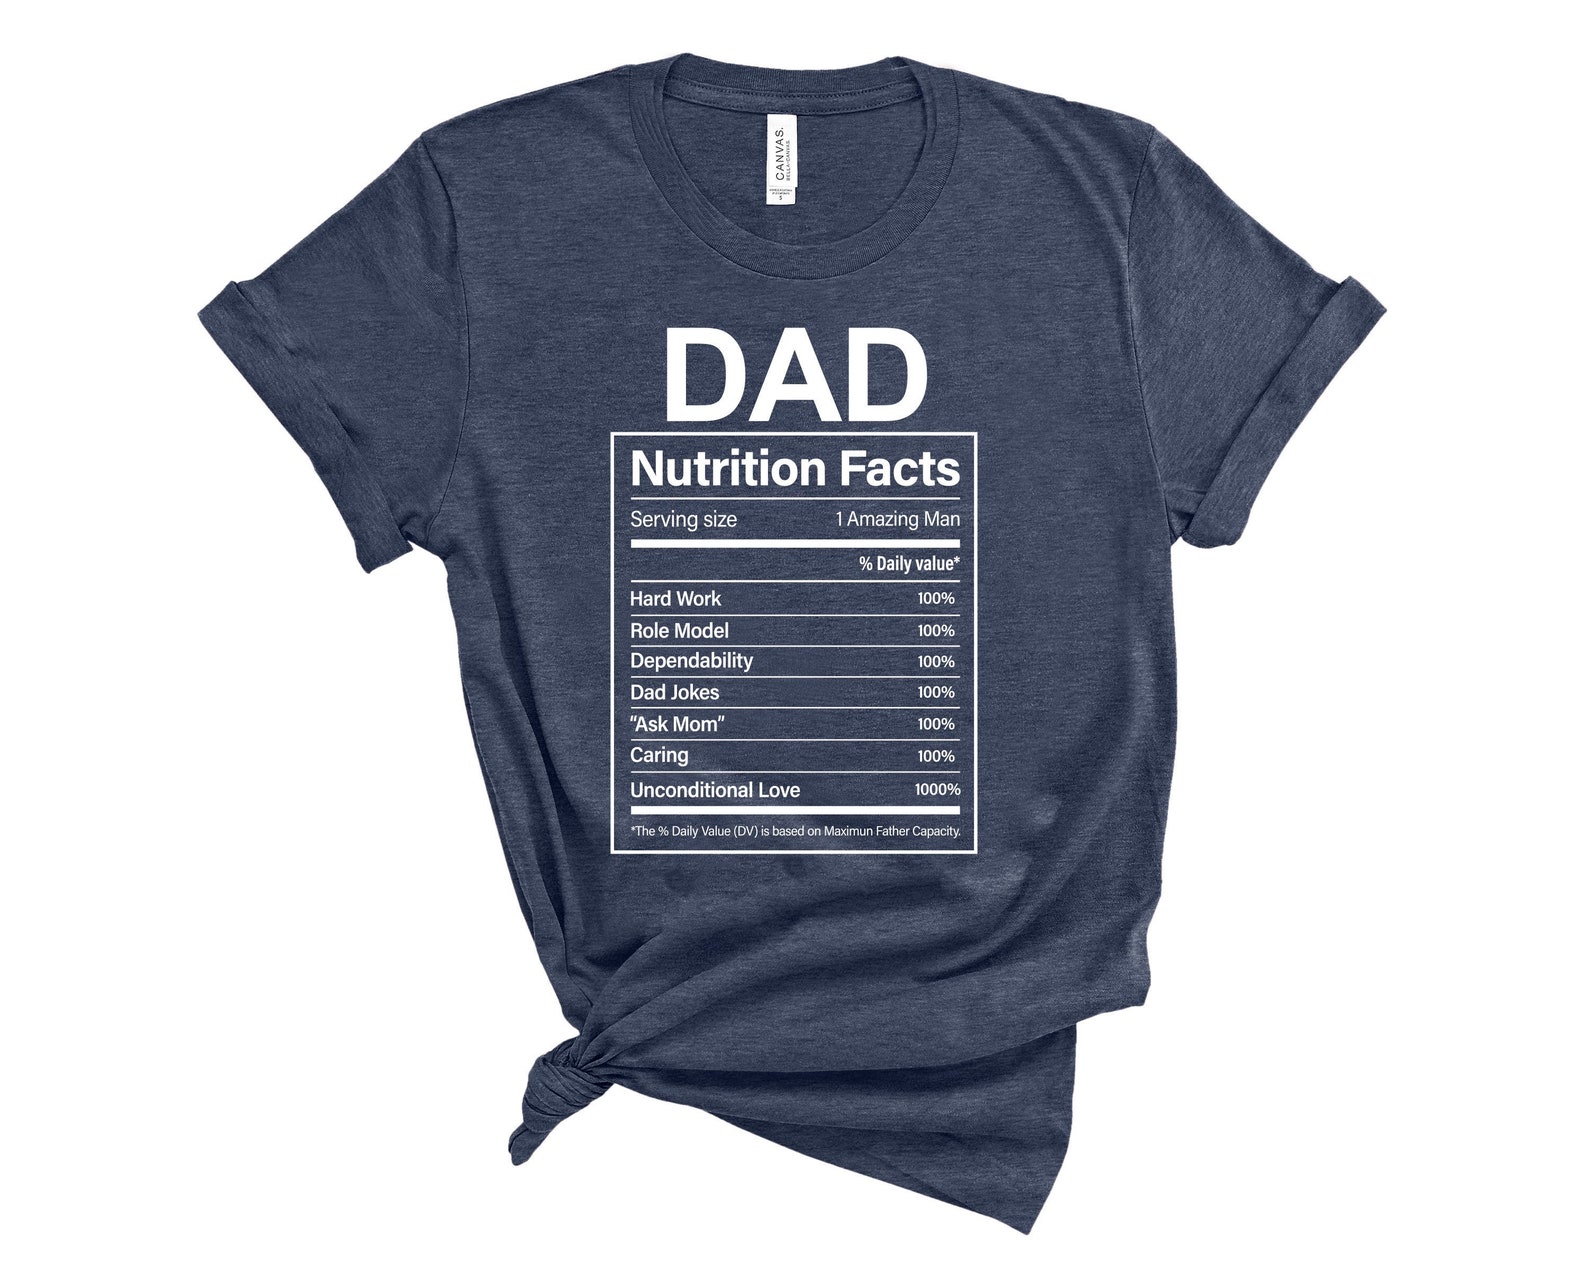 CANVAS.
BELLA+CANVAS.
S
DAD
Nutrition Facts
Serving size 1 Amazing Man
% Daily value*
Hard Work 100%
Role Model 100%
Dependability 100%
Dad Jokes 100%
“Ask Mom” 100%
Caring 100%
Unconditional Love 1000%
*The % Daily Value (DV) is based on Maximun Father Capacity.